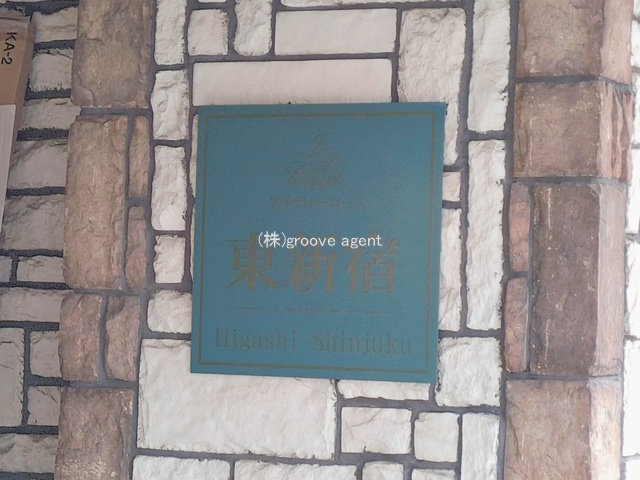 KA-2
(株)groove agent
東新宿
Higashi Shinjuku